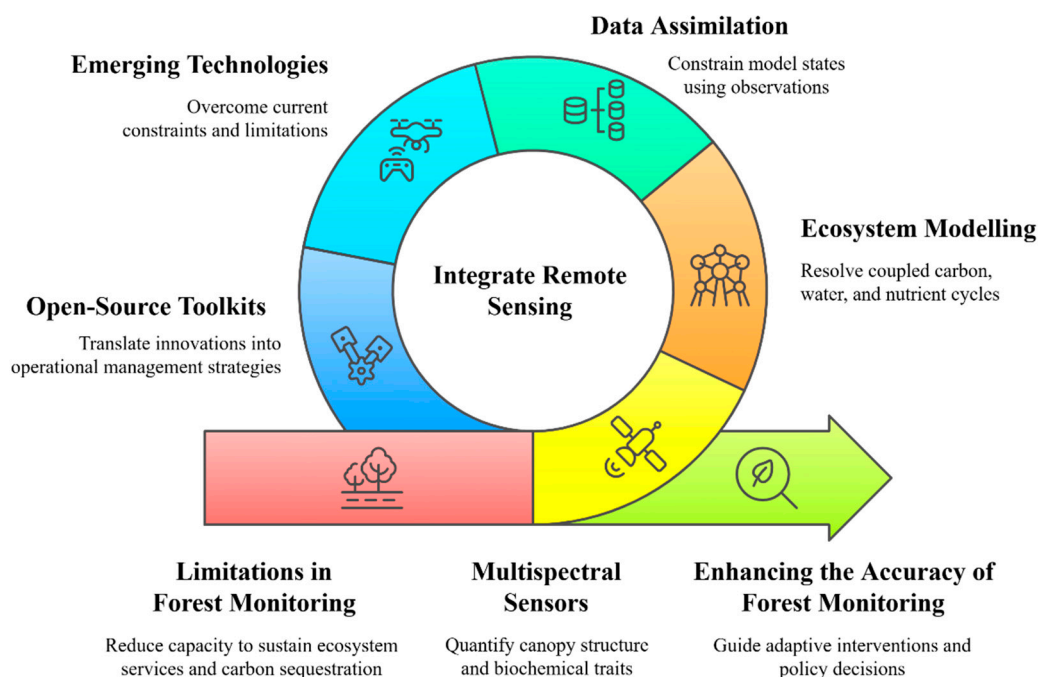 Data Assimilation
Constrain model states
using observations
Emerging Technologies
Overcome current
constraints and limitations
Ecosystem Modelling
Resolve coupled carbon,
water, and nutrient cycles
Integrate Remote
Sensing
Open-Source Toolkits
Translate innovations into
operational management strategies
Limitations in
Forest Monitoring
Reduce capacity to sustain ecosystem
services and carbon sequestration
Multispectral
Sensors
Quantify canopy structure
and biochemical traits
Enhancing the Accuracy of
Forest Monitoring
Guide adaptive interventions and
policy decisions